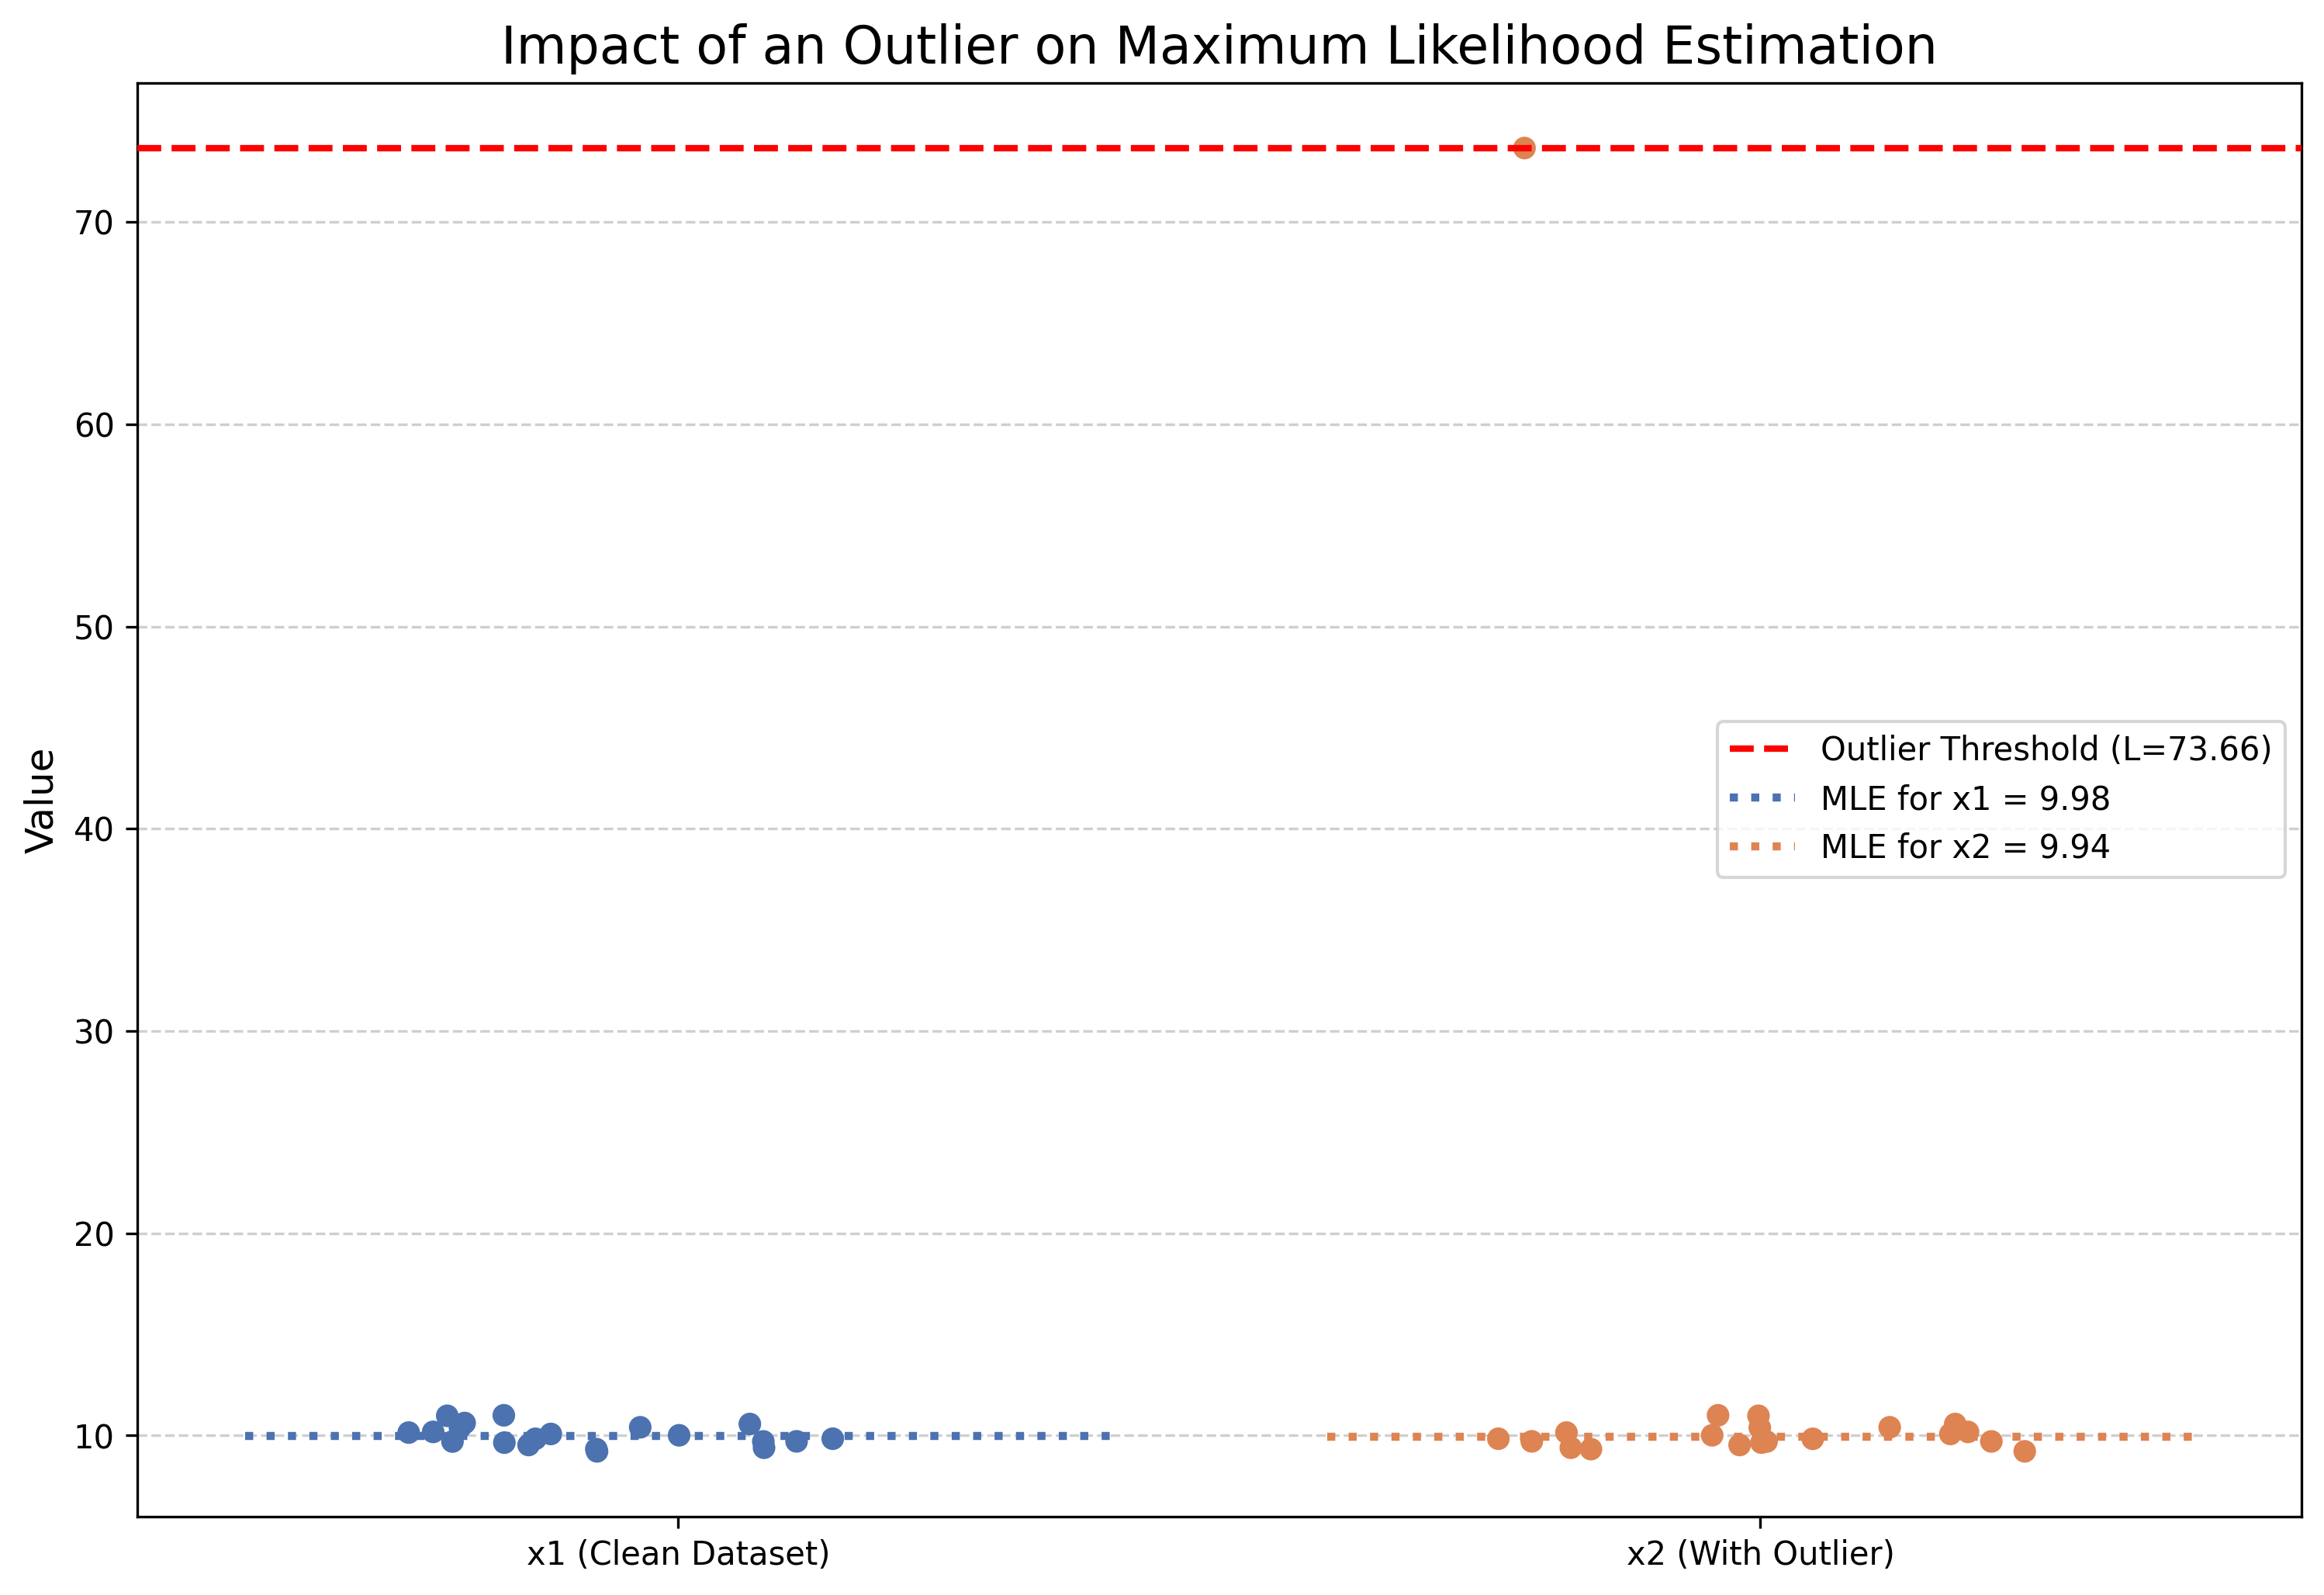 Impact of an Outlier on Maximum Likelihood Estimation
Value
70
60
50
40
30
20
10
Outlier Threshold (L=73.66)
MLE for x1 = 9.98
MLE for x2 = 9.94
x1 (Clean Dataset)
x2 (With Outlier)